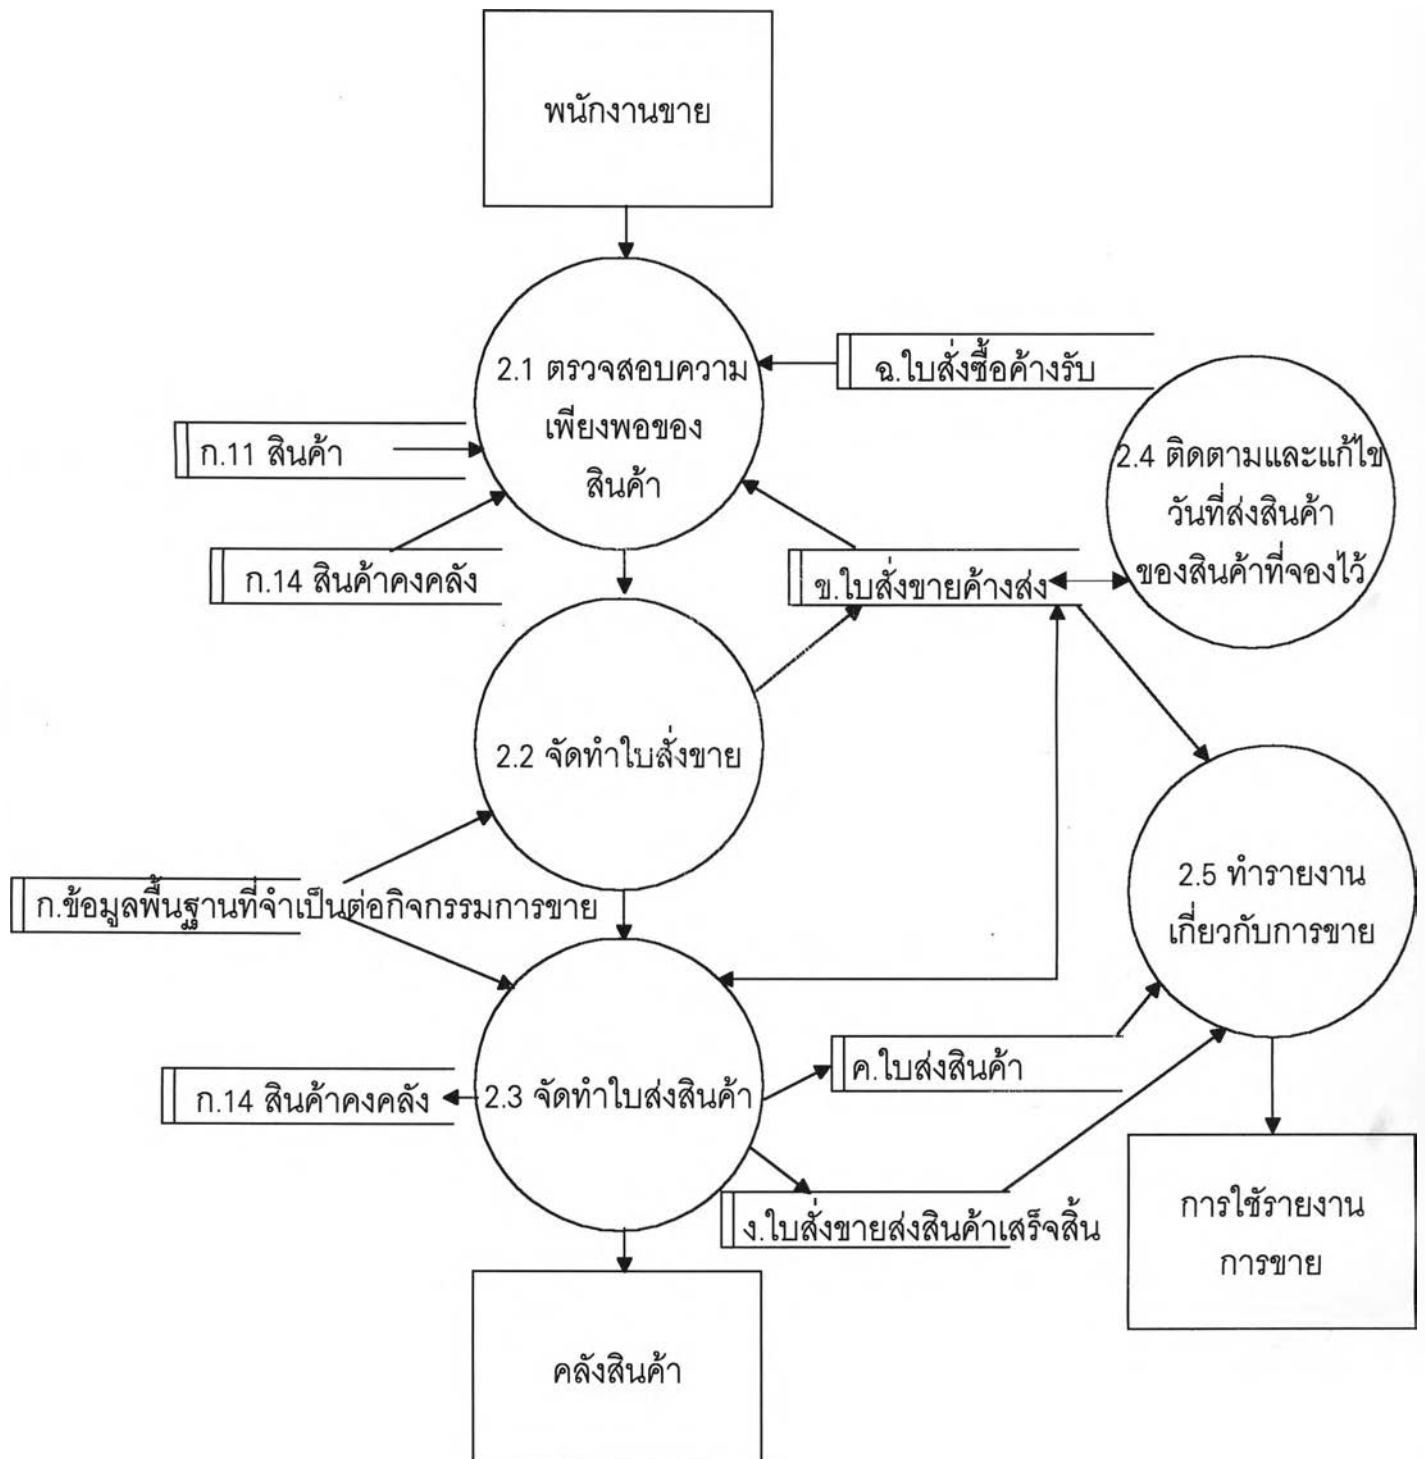 พนักงานขาย
2.1 ตรวจสอบความ
เพียงพอของ
สินค้า
ฉ.ใบสั่งซื้อค้างรับ
ก.11 สินค้า
2.4 ติดตามและแก้ไข
วันที่ส่งสินค้า
ของสินค้าที่จองไว้
ก.14 สินค้าคงคลัง
ข.ใบสั่งขายค้างส่ง
2.2 จัดทำใบสั่งขาย
ก.ข้อมูลพื้นฐานที่จำเป็นต่อกิจกรรมการขาย
2.5 ทำรายงาน
เกี่ยวกับการขาย
ค.ใบส่งสินค้า
ก.14 สินค้าคงคลัง
2.3 จัดทำใบส่งสินค้า
ง.ใบสั่งขายส่งสินค้าเสร็จสิ้น
การใช้รายงาน
การขาย
คลังสินค้า